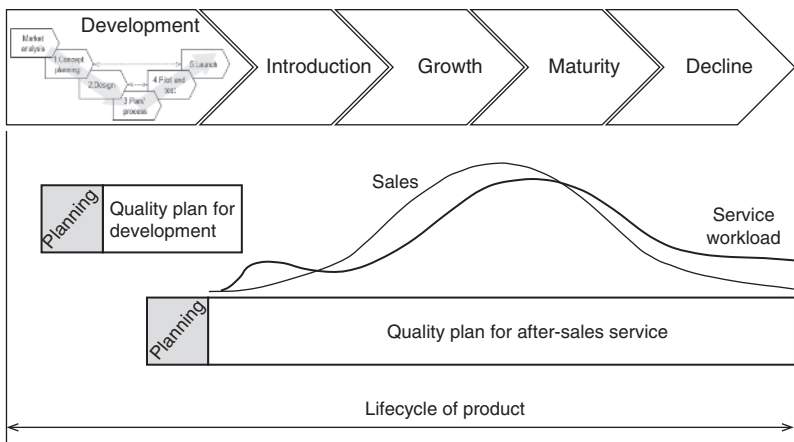 Development
Market
analysis
1.Concept
planning
2.Design
3 Plan/
process
4 Pilot and
test
5.Launch
Introduction
Growth
Maturity
Decline
Sales
Service
workload
Planning
Quality plan for
development
Planning
Quality plan for after-sales service
Lifecycle of product